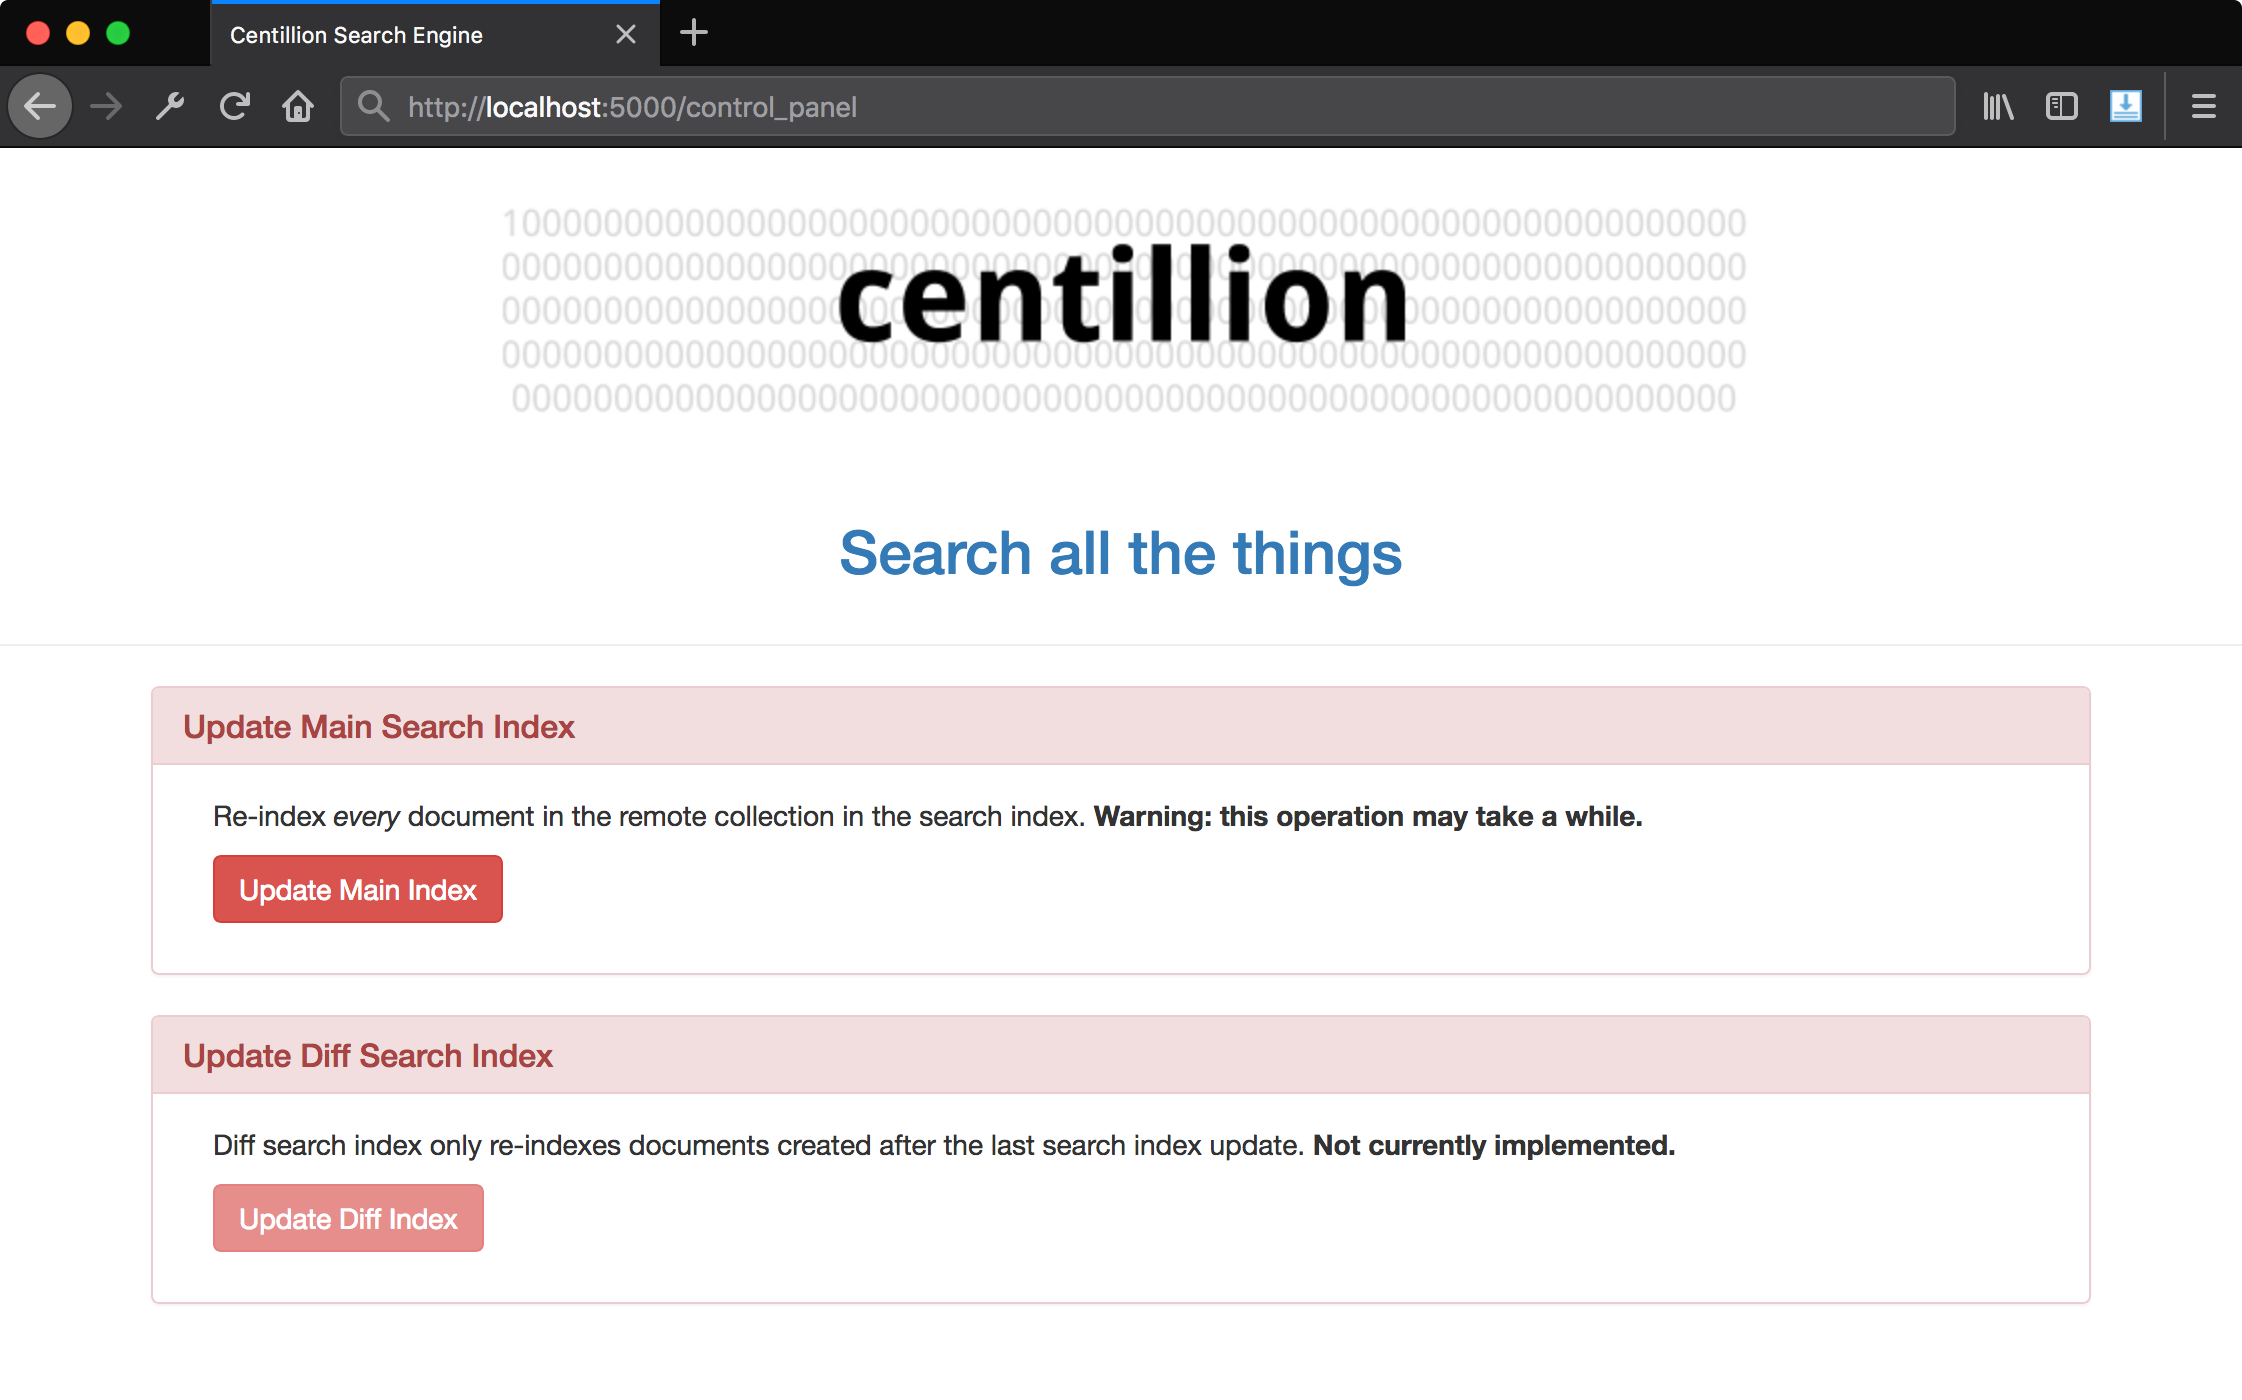 Centillion Search Engine
http://localhost:5000/control_panel
centillion
Search all the things
Update Main Search Index
Re-index every document in the remote collection in the search index. Warning: this operation may take a while.
Update Main Index
Update Diff Search Index
Diff search index only re-indexes documents created after the last search index update. Not currently implemented.
Update Diff Index